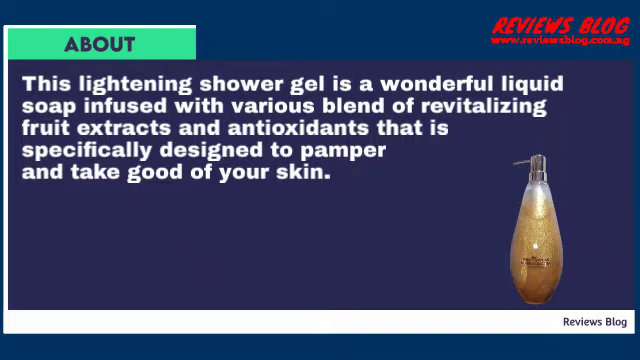 REVIEWS BLOG
www.reviewsblog.com.ng
ABOUT
This lightening shower gel is a wonderful liquid
soap infused with various blend of revitalizing
fruit extracts and antioxidants that is
specifically designed to pamper
and take good of your skin.
Reviews Blog